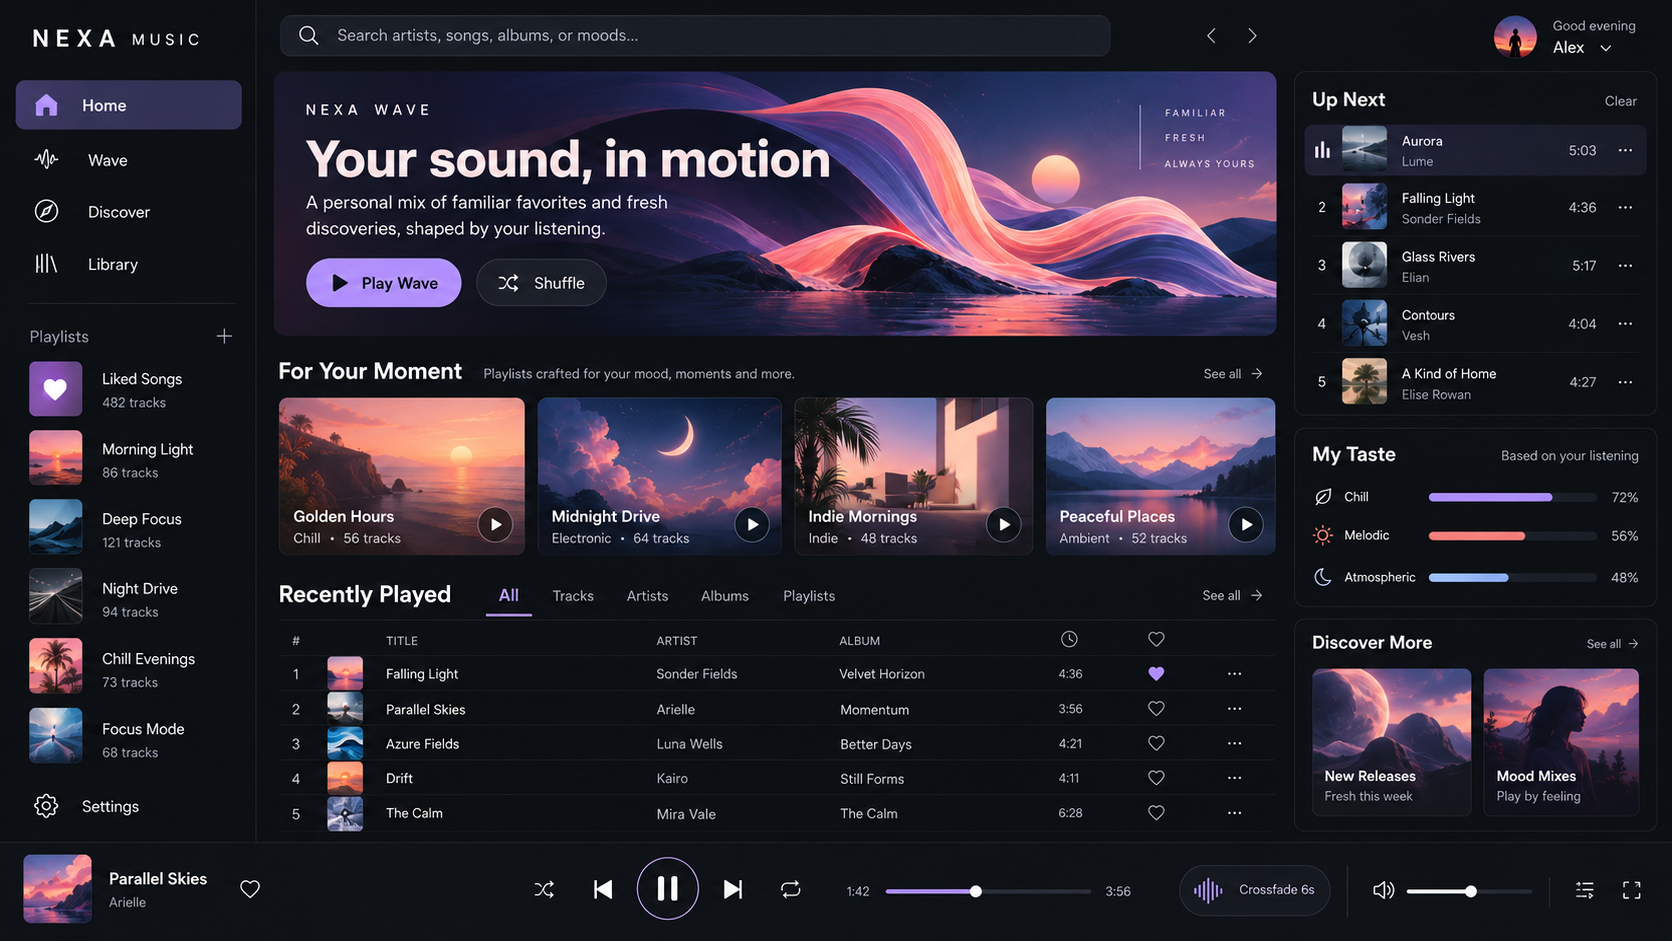 NEXA MUSIC
Search artists, songs, albums, or moods...
Good evening
Alex
Home
Wave
Discover
Library
Playlists
Liked Songs
482 tracks
Morning Light
86 tracks
Deep Focus
121 tracks
Night Drive
94 tracks
Chill Evenings
73 tracks
Focus Mode
68 tracks
Settings
NEXA WAVE
Your sound, in motion
A personal mix of familiar favorites and fresh
discoveries, shaped by your listening.
Play Wave
Shuffle
FAMILIAR
FRESH
ALWAYS YOURS
For Your Moment
Playlists crafted for your mood, moments and more.
See all
Golden Hours
Chill • 56 tracks
Midnight Drive
Electronic • 64 tracks
Indie Mornings
Indie • 48 tracks
Peaceful Places
Ambient • 52 tracks
Recently Played
All
Tracks
Artists
Albums
Playlists
See all
# TITLE ARTIST ALBUM
1 Falling Light Sonder Fields Velvet Horizon 4:36
2 Parallel Skies Arielle Momentum 3:56
3 Azure Fields Luna Wells Better Days 4:21
4 Drift Kairo Still Forms 4:11
5 The Calm Mira Vale The Calm 6:28
Up Next
Clear
Aurora
Lume
5:03
2
Falling Light
Sonder Fields
4:36
3
Glass Rivers
Elian
5:17
4
Contours
Vesh
4:04
5
A Kind of Home
Elise Rowan
4:27
My Taste
Based on your listening
Chill 72%
Melodic 56%
Atmospheric 48%
Discover More
See all
New Releases
Fresh this week
Mood Mixes
Play by feeling
Parallel Skies
Arielle
1:42
3:56
Crossfade 6s